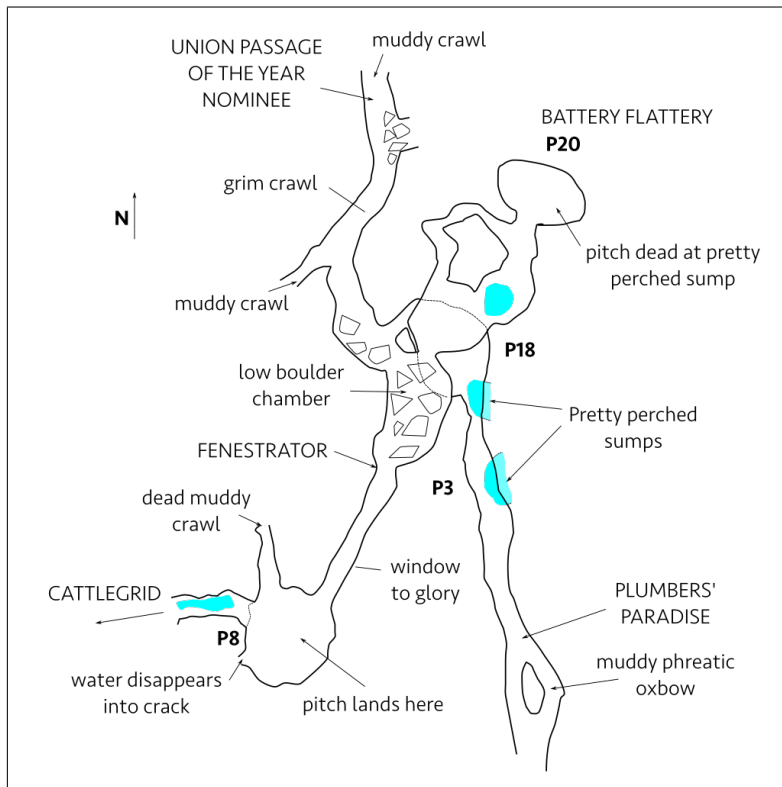 UNION PASSAGE
OF THE YEAR
NOMINEE
muddy crawl
BATTERY FLATTERY
P20
grim crawl
N
pitch dead at pretty
perched sump
muddy crawl
P18
low boulder
chamber
Pretty perched
sumps
FENESTRATOR
P3
dead muddy
crawl
window
to glory
CATTLEGRID
PLUMBERS'
PARADISE
P8
muddy phreatic
oxbow
water disappears
into crack
pitch lands here